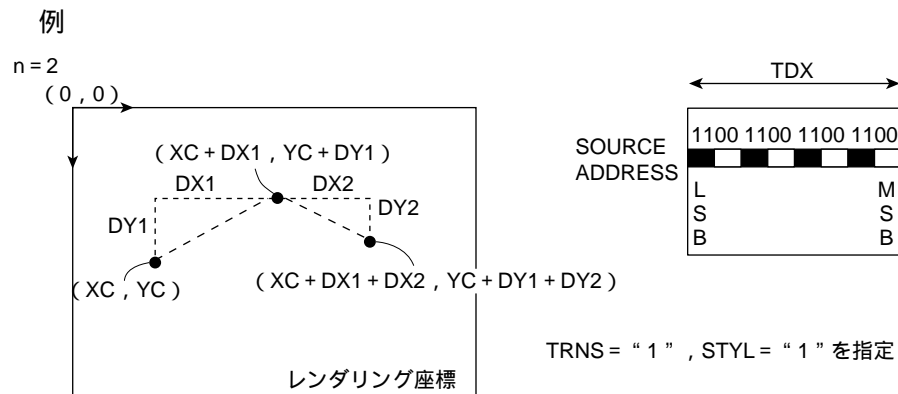 例
n = 2
( 0 , 0 )
( XC + DX1 , YC + DY1 )
DX1
DX2
DY1
DY2
( XC , YC )
( XC + DX1 + DX2 , YC + DY1 + DY2 )
レンダリング座標
TDX
1100 1100 1100 1100
SOURCE
ADDRESS
L
S
B
M
S
B
TRNS = “ 1 ” , STYL = “ 1 ” を指定